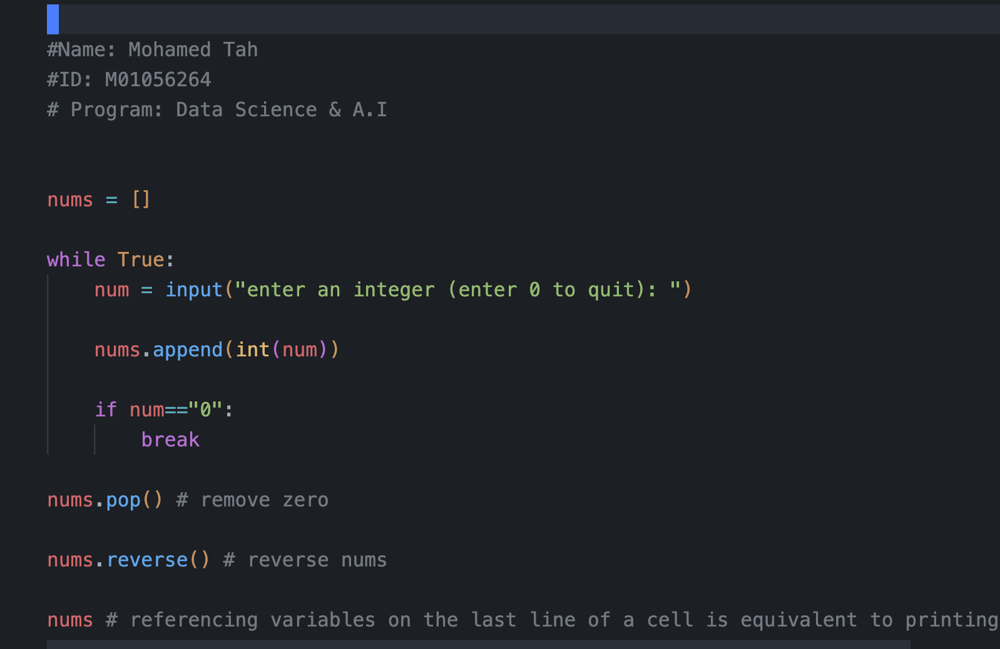 #Name: Mohamed Tah
#ID: M01056264
# Program: Data Science & A.I
nums = []
while True:
    num = input("enter an integer (enter 0 to quit): ")
    nums.append(int(num))
    if num=="0":
        break
nums.pop() # remove zero
nums.reverse() # reverse nums
nums # referencing variables on the last line of a cell is equivalent to printing